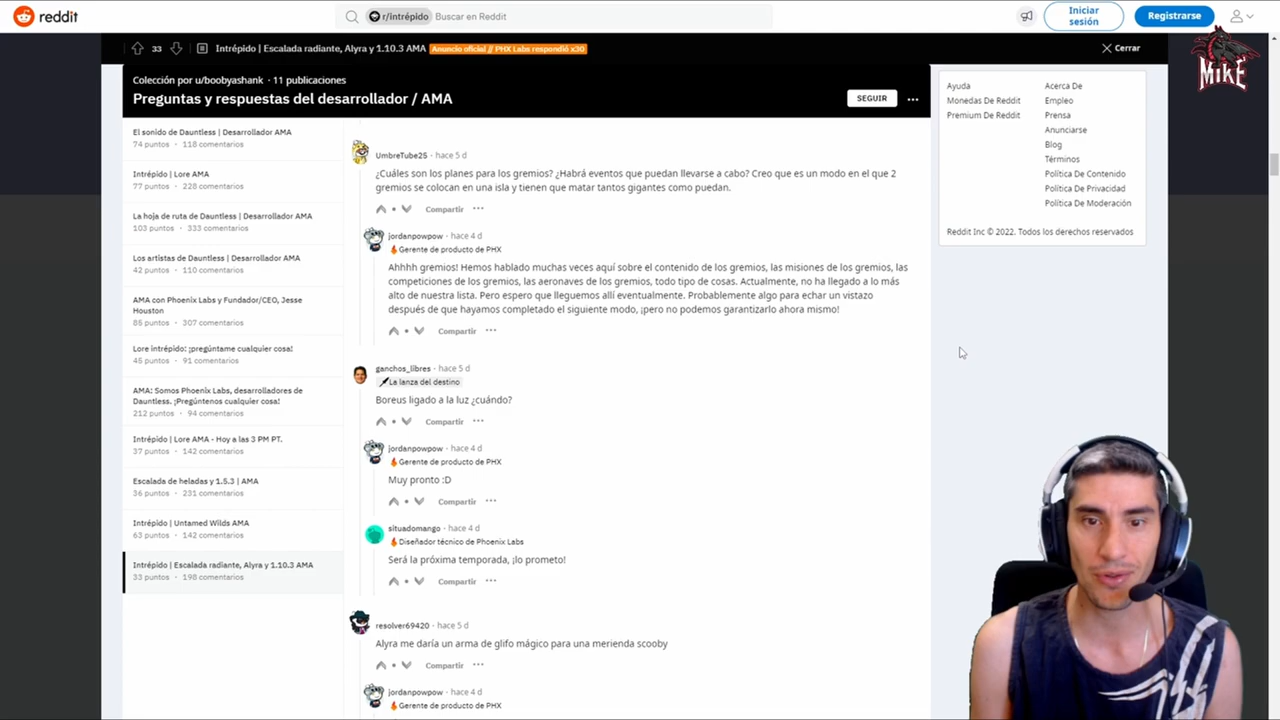 reddit
r/intrépido
Buscar en Reddit
Iniciar sesión
Registrarse
MIKE
33
Intrépido | Escalada radiante, Alyra y 1.10.3 AMA
Anuncio oficial // PHX Labs respondió x30
Cerrar
Colección por u/boobyashank · 11 publicaciones
Preguntas y respuestas del desarrollador / AMA
SEGUIR
El sonido de Dauntless | Desarrollador AMA
74 puntos · 118 comentarios
Intrépido | Lore AMA
77 puntos · 228 comentarios
La hoja de ruta de Dauntless | Desarrollador AMA
103 puntos · 333 comentarios
Los artistas de Dauntless | Desarrollador AMA
42 puntos · 110 comentarios
AMA con Phoenix Labs y Fundador/CEO, Jesse
Houston
85 puntos · 307 comentarios
Lore intrépido: ¡pregúntame cualquier cosa!
45 puntos · 91 comentarios
AMA: Somos Phoenix Labs, desarrolladores de
Dauntless. ¡Pregúntenos cualquier cosa!
212 puntos · 94 comentarios
Intrépido | Lore AMA - Hoy a las 3 PM PT.
37 puntos · 142 comentarios
Escalada de heladas y 1.5.3 | AMA
36 puntos · 231 comentarios
Intrépido | Untamed Wilds AMA
63 puntos · 142 comentarios
Intrépido | Escalada radiante, Alyra y 1.10.3 AMA
33 puntos · 198 comentarios
UmbreTube25 · hace 5 d
¿Cuáles son los planes para los gremios? ¿Habrá eventos que puedan llevarse a cabo? Creo que es un modo en el que 2
gremios se colocan en una isla y tienen que matar tantos gigantes como puedan.
Compartir
jordanpowpow · hace 4 d
Gerente de producto de PHX
Ahhhh gremios! Hemos hablado muchas veces aquí sobre el contenido de los gremios, las misiones de los gremios, las
competiciones de los gremios, las aeronaves de los gremios, todo tipo de cosas. Actualmente, no ha llegado a lo más
alto de nuestra lista. Pero espero que lleguemos allí eventualmente. Probablemente algo para echar un vistazo
después de que hayamos completado el siguiente modo, ¡pero no podemos garantizarlo ahora mismo!
Compartir
ganchos_libres · hace 5 d
La lanza del destino
Boreus ligado a la luz ¿cuándo?
Compartir
jordanpowpow · hace 4 d
Gerente de producto de PHX
Muy pronto :D
Compartir
situadomango · hace 4 d
Diseñador técnico de Phoenix Labs
Será la próxima temporada, ¡lo prometo!
Compartir
resolver69420 · hace 5 d
Alyra me daría un arma de glifo mágico para una merienda scooby
Compartir
jordanpowpow · hace 4 d
Gerente de producto de PHX
Ayuda
Monedas De Reddit
Premium De Reddit
Acerca De
Empleo
Prensa
Anunciarse
Blog
Términos
Política De Contenido
Política De Privacidad
Política De Moderación
Reddit Inc © 2022. Todos los derechos reservados